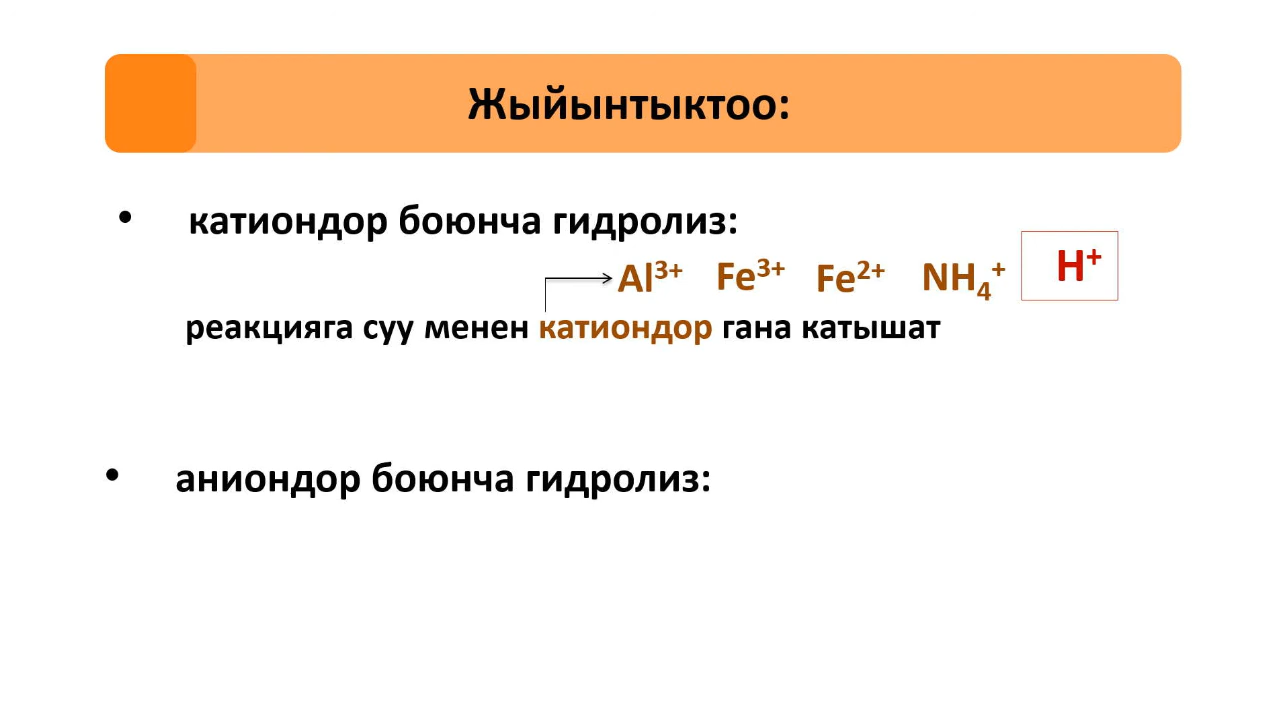 Жыйынтыктоо:
• катиондор боюнча гидролиз:
Al³⁺ Fe³⁺ Fe²⁺ NH₄⁺ H⁺
реакцияга суу менен катиондор гана катышат
• аниондор боюнча гидролиз: